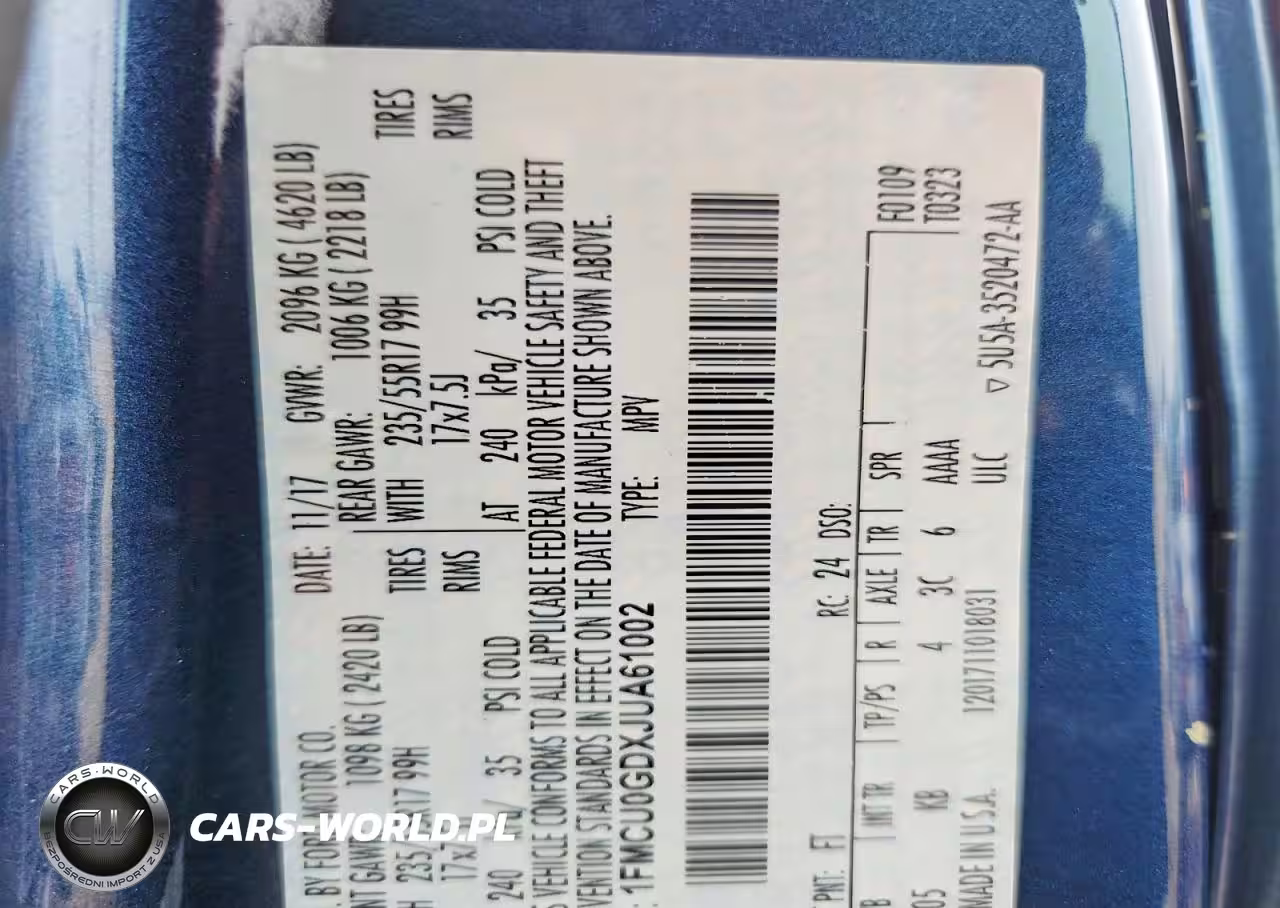 . BY FORD MOTOR CO.
DATE: 11/17 GVWR: 2096 KG ( 4620 LB)
GAWR 1098 KG ( 2420 LB)
REAR GAWR: 1006 KG ( 2218 LB)
235/ 17 99H
TIRES WITH 235/55R17 99H TIRES
17x7
RIMS 17x7.5J RIMS
240 35 PSI COLD
AT 240 kPa/ 35 PSI COLD
VEHICLE CONFORMS TO ALL APPLICABLE FEDERAL MOTOR VEHICLE SAFETY AND THEFT
VENTION STANDARDS IN EFFECT ON THE DATE OF MANUFACTURE SHOWN ABOVE.
: 1FMCU0GDXJUA61002 TYPE: MPV
PNT: FT RC: 24 DSO:
B INT TR TP/PS R AXLE TR SPR F0109
05 KB 4 3C 6 AAAA T0323
MADE IN U.S.A. 1201711018031 ULC
▽ 5U5A-3520472-AA
CARS-WORLD
CW
BEZPOŚREDNI IMPORT Z USA
CARS-WORLD.PL